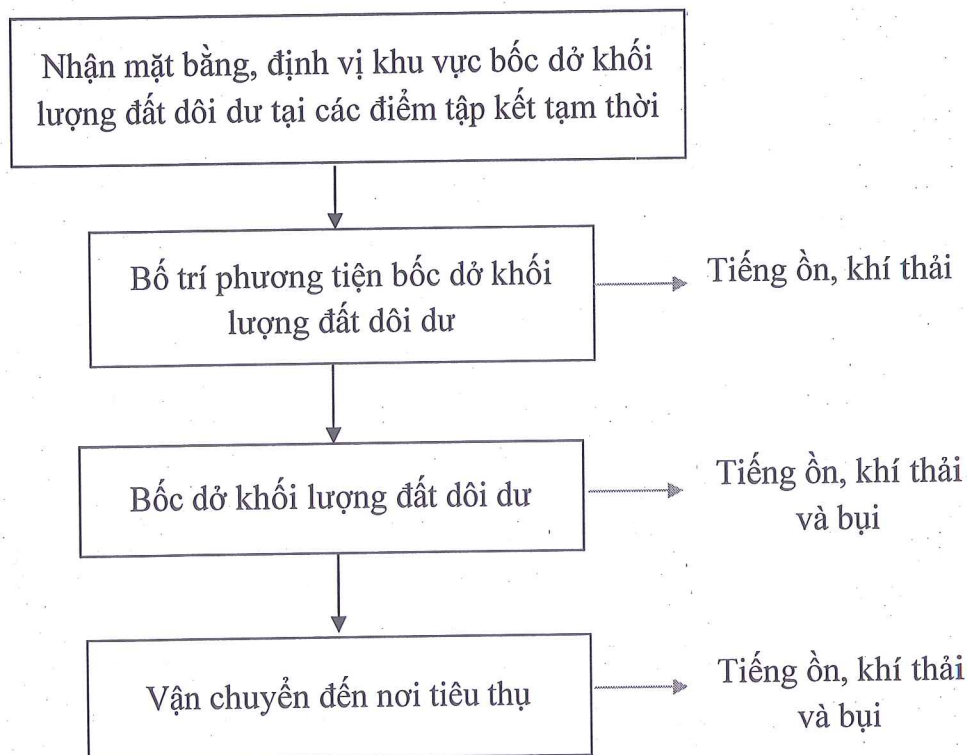 Nhận mặt bằng, định vị khu vực bốc dở khối
lượng đất dôi dư tại các điểm tập kết tạm thời
Bố trí phương tiện bốc dở khối
lượng đất dôi dư
Tiếng ồn, khí thải
Bốc dở khối lượng đất dôi dư
Tiếng ồn, khí thải
và bụi
Vận chuyển đến nơi tiêu thụ
Tiếng ồn, khí thải
và bụi